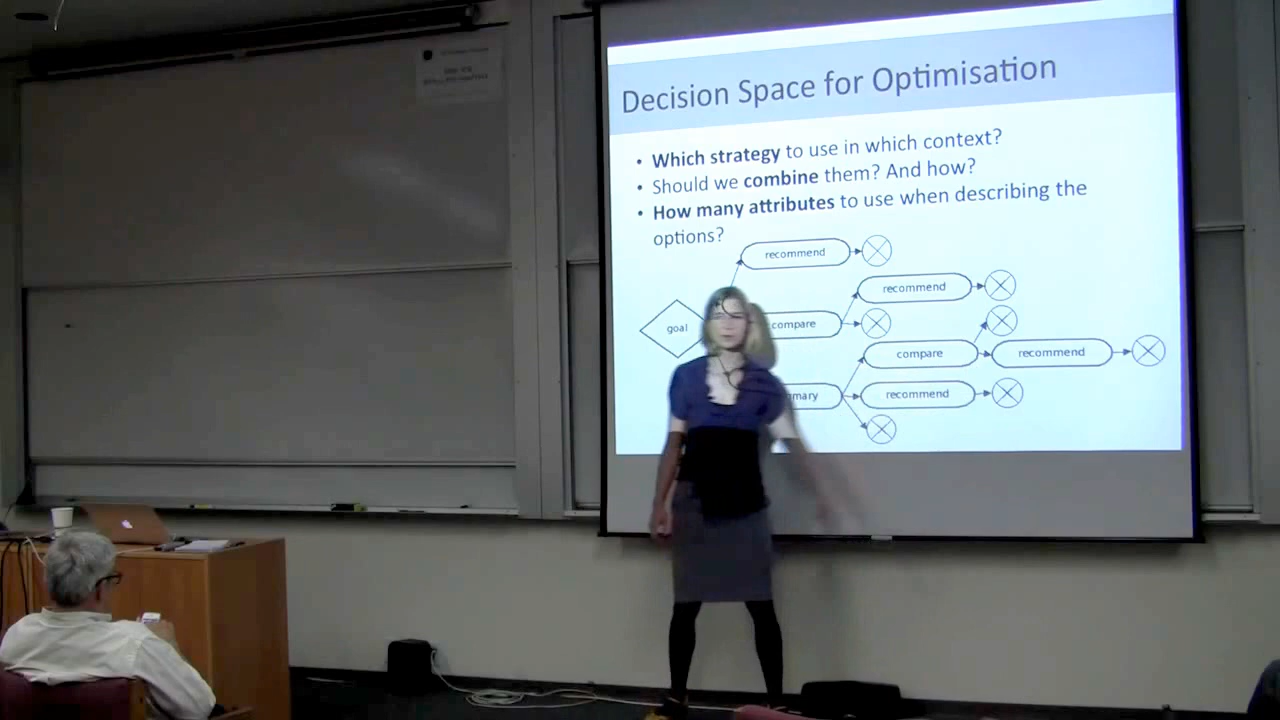 Decision Space for Optimisation
• Which strategy to use in which context?
• Should we combine them? And how?
• How many attributes to use when describing the
options?
recommend
recommend
goal
compare
compare
recommend
recommend